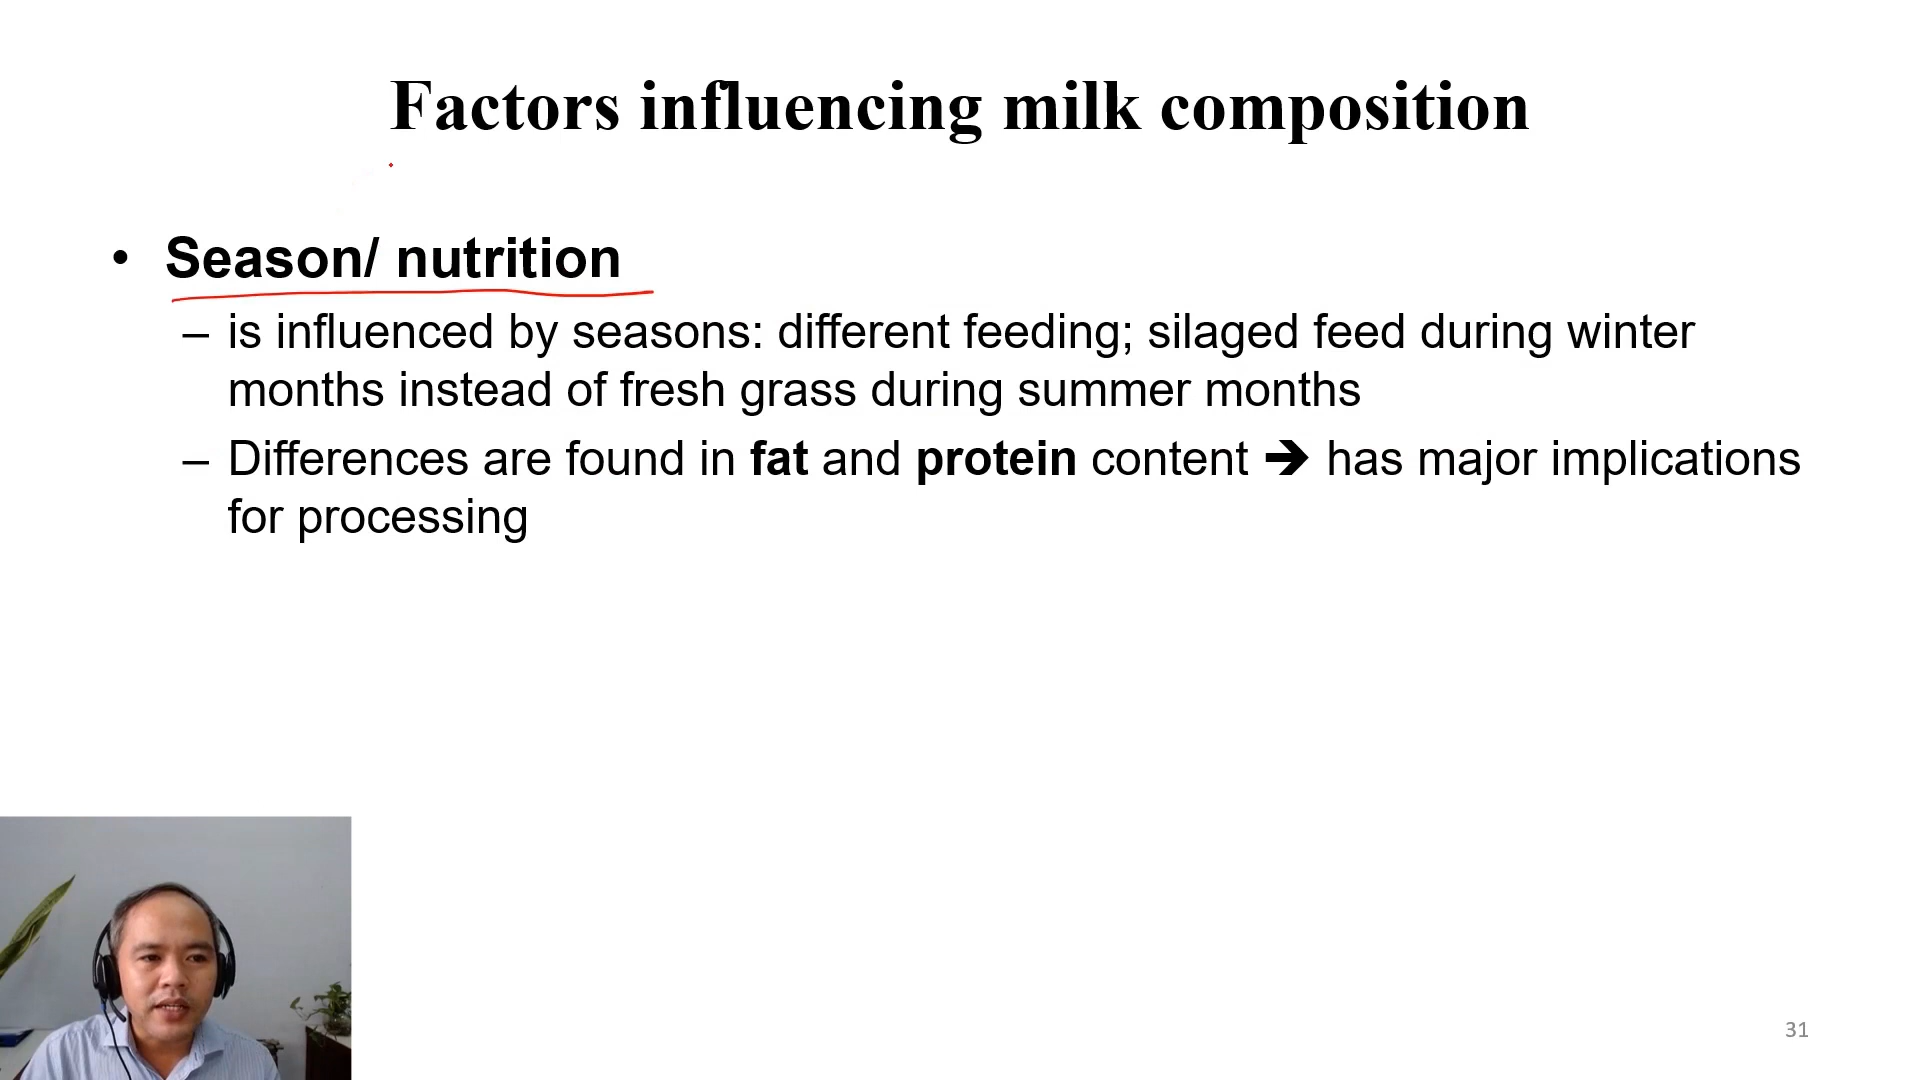 Factors influencing milk composition
• Season/ nutrition
– is influenced by seasons: different feeding; silaged feed during winter
months instead of fresh grass during summer months
– Differences are found in fat and protein content ➔ has major implications
for processing
31